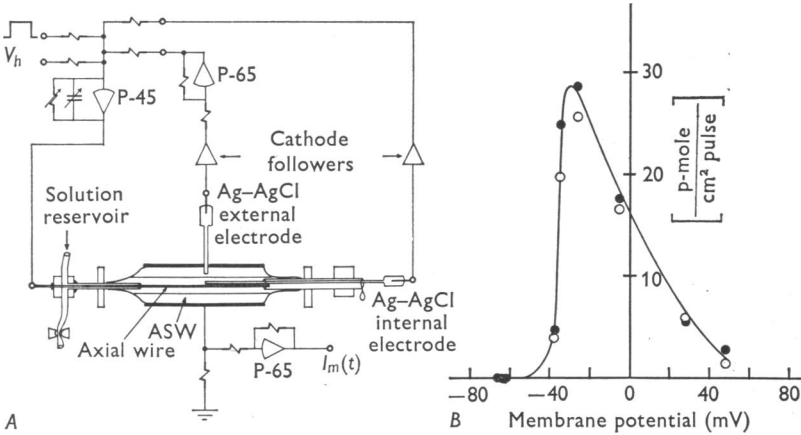 V_h
P-45
P-65
Cathode
followers
Solution
reservoir
Ag–AgCl
external
electrode
ASW
Axial wire
Ag–AgCl
internal
electrode
P-65
I_m(t)
A
30
20
10
p-mole
cm² pulse
−80
−40
0
40
80
B
Membrane potential (mV)